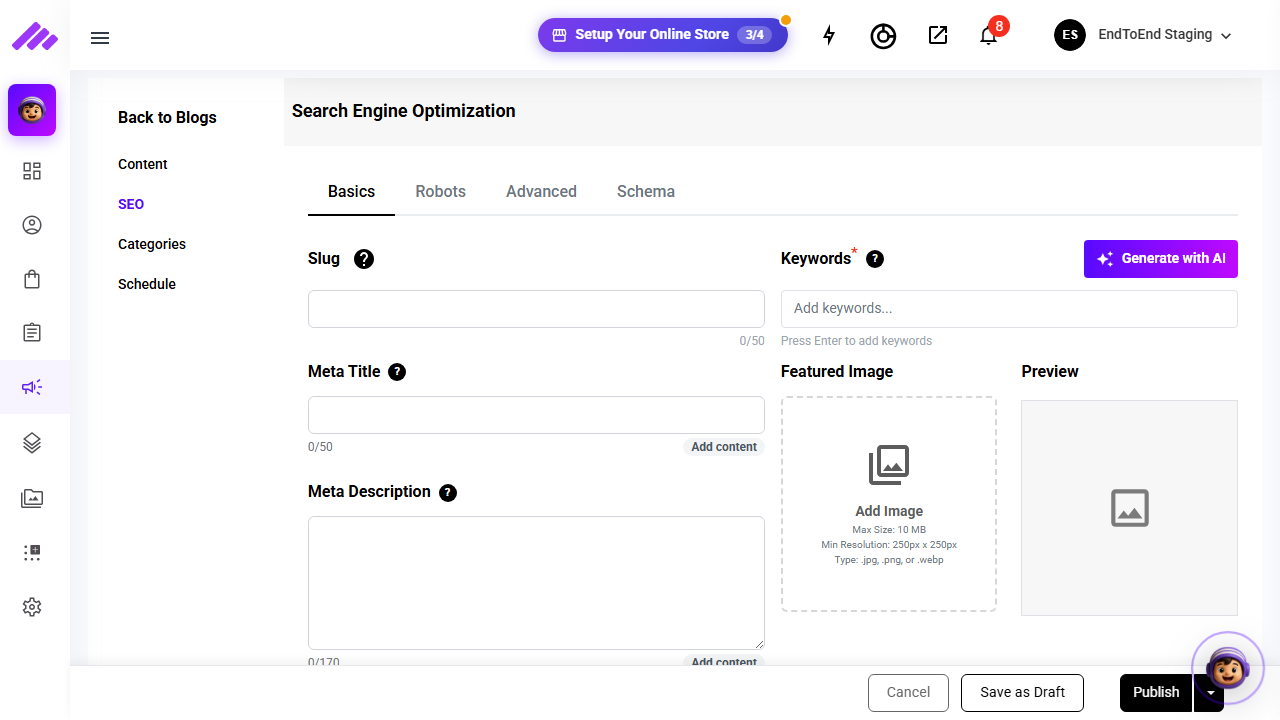 Setup Your Online Store 3/4
8
ES EndToEnd Staging
Back to Blogs
Content
SEO
Categories
Schedule
Search Engine Optimization
Basics Robots Advanced Schema
Slug ?
0/50
Keywords* ?
Generate with AI
Add keywords...
Press Enter to add keywords
Meta Title ?
0/50 Add content
Meta Description ?
0/170 Add content
Featured Image
Add Image
Max Size: 10 MB
Min Resolution: 250px x 250px
Type: .jpg, .png, or .webp
Preview
Cancel Save as Draft Publish